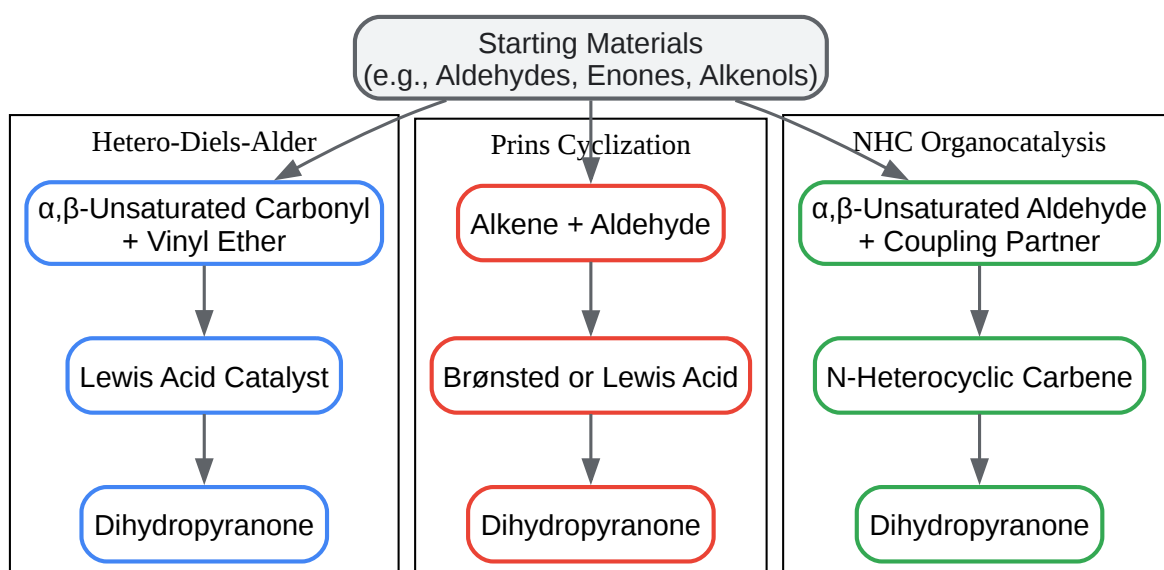 Starting Materials
(e.g., Aldehydes, Enones, Alkenols)
Hetero-Diels-Alder
α,β-Unsaturated Carbonyl
+ Vinyl Ether
Lewis Acid Catalyst
Dihydropyranone
Prins Cyclization
Alkene + Aldehyde
Brønsted or Lewis Acid
Dihydropyranone
NHC Organocatalysis
α,β-Unsaturated Aldehyde
+ Coupling Partner
N-Heterocyclic Carbene
Dihydropyranone